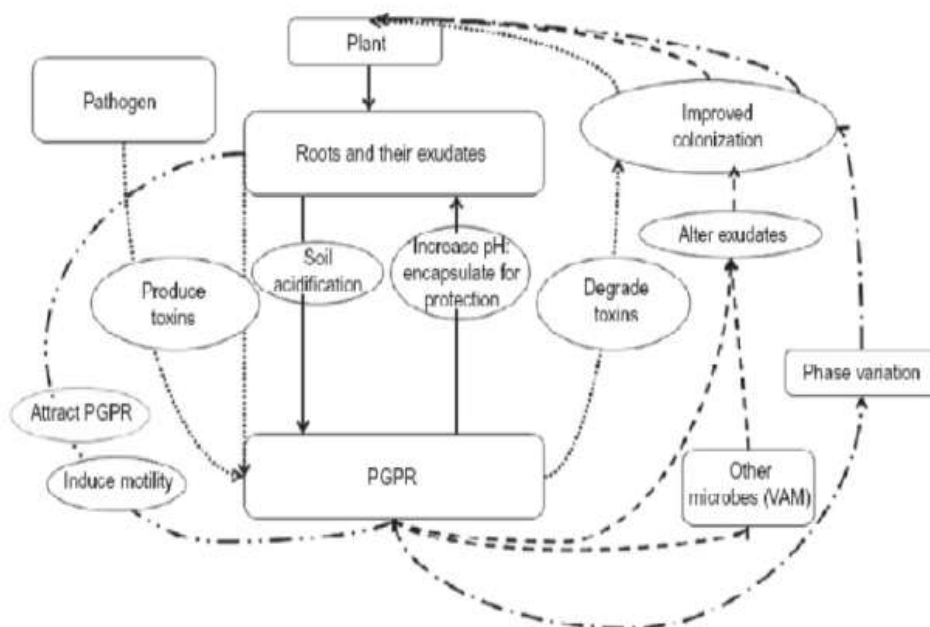 Plant
Pathogen
Improved
colonization
Roots and their exudates
Alter exudates
Soil
acidification
Increase pH:
encapsulate for
protection
Produce
toxins
Degrade
toxins
Phase variation
Attract PGPR
Induce motility
PGPR
Other
microbes (VAM)